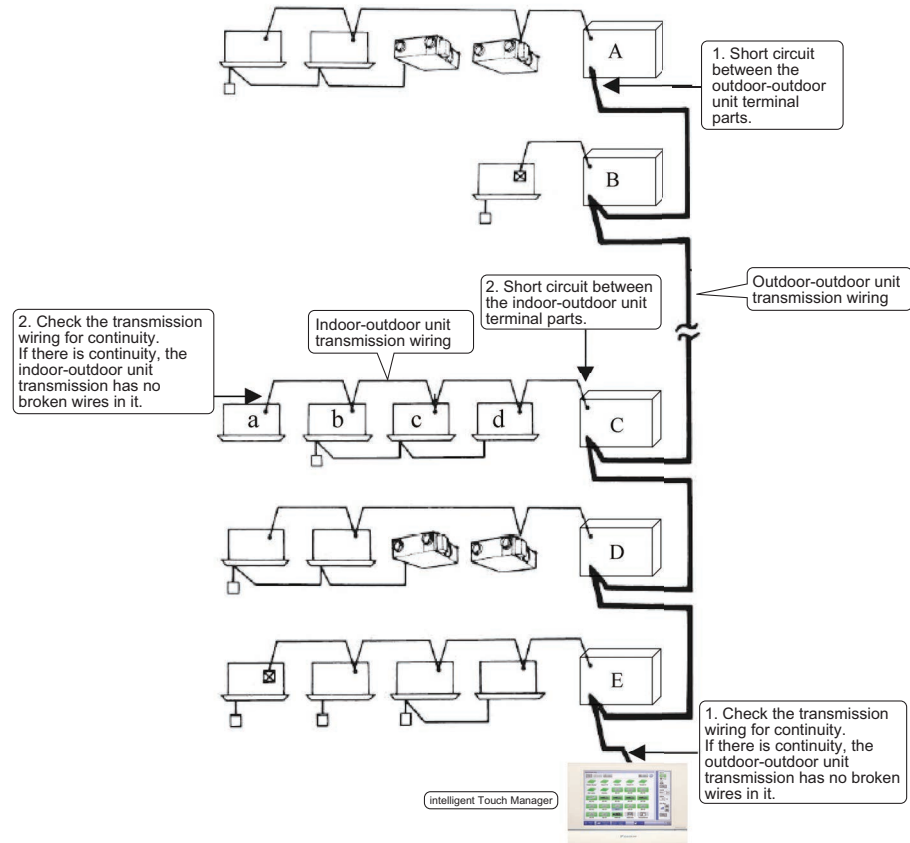 A
1. Short circuit
between the
outdoor-outdoor
unit terminal
parts.
B
Outdoor-outdoor unit
transmission wiring
2. Short circuit between
the indoor-outdoor unit
terminal parts.
2. Check the transmission
wiring for continuity.
If there is continuity, the
indoor-outdoor unit
transmission has no
broken wires in it.
Indoor-outdoor unit
transmission wiring
a
b
c
d
C
D
E
1. Check the transmission
wiring for continuity.
If there is continuity, the
outdoor-outdoor unit
transmission has no broken
wires in it.
intelligent Touch Manager